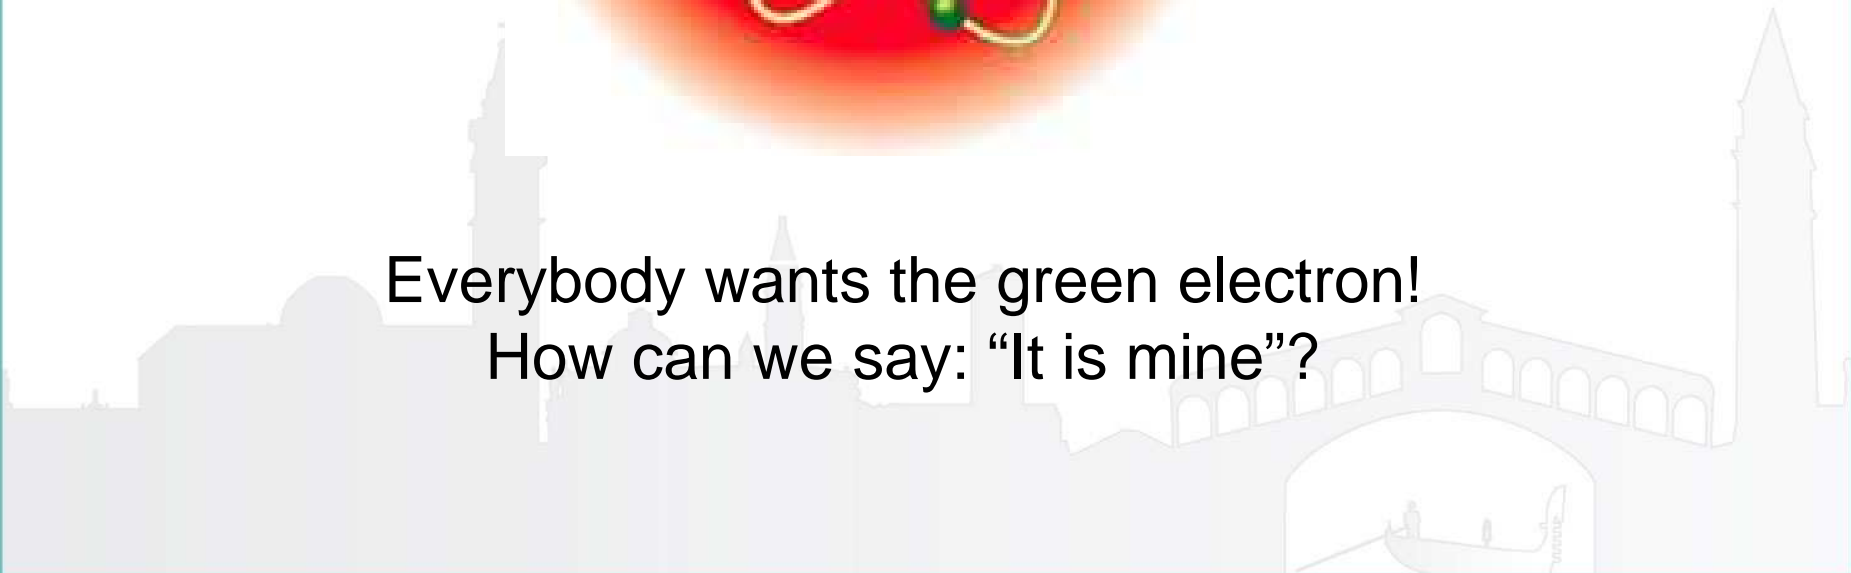 Everybody wants the green electron!
How can we say: “It is mine”?